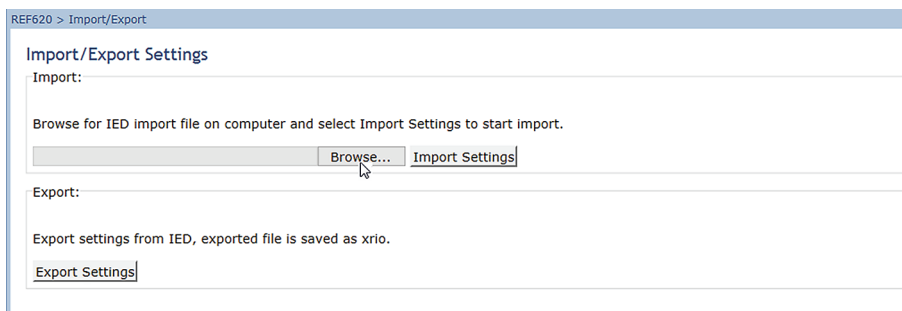 REF620 > Import/Export
Import/Export Settings
Import:
Browse for IED import file on computer and select Import Settings to start import.
Browse... Import Settings
Export:
Export settings from IED, exported file is saved as xrio.
Export Settings